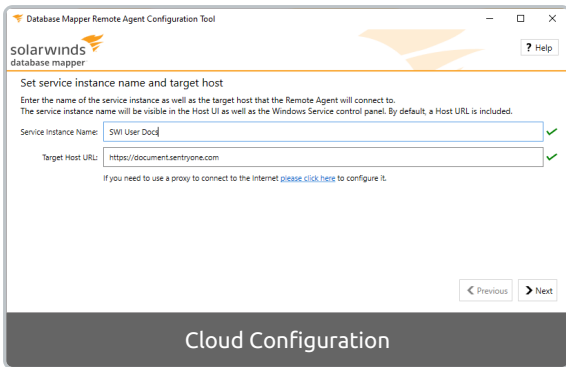 Database Mapper Remote Agent Configuration Tool
solarwinds
database mapper
? Help
Set service instance name and target host
Enter the name of the service instance as well as the target host that the Remote Agent will connect to.
The service instance name will be visible in the Host UI as well as the Windows Service control panel. By default, a Host URL is included.
Service Instance Name: SWI User Docs
Target Host URL: https://document.sentryone.com
If you need to use a proxy to connect to the Internet please click here to configure it.
Previous Next
Cloud Configuration